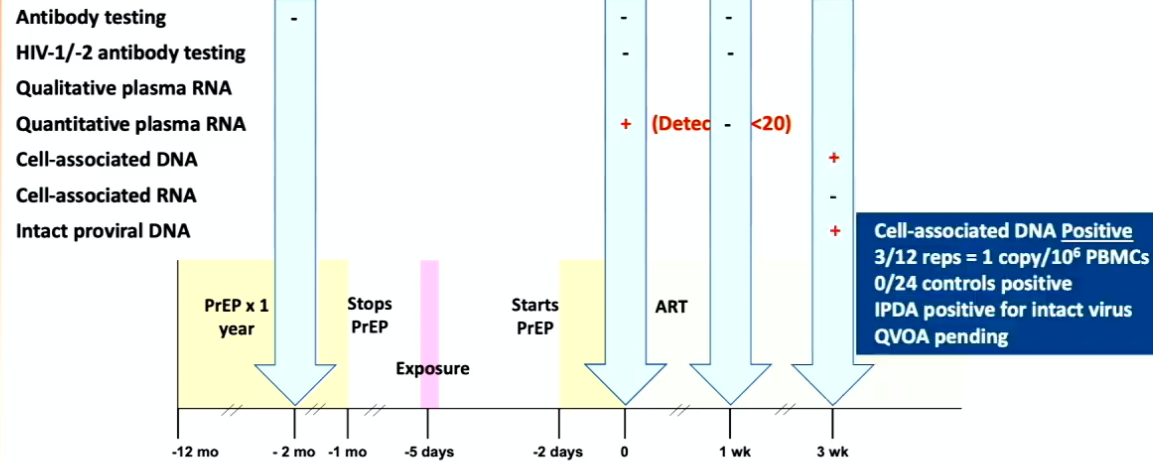 Antibody testing - - -
HIV-1/-2 antibody testing - -
Qualitative plasma RNA
Quantitative plasma RNA + (Detec - <20)
Cell-associated DNA +
Cell-associated RNA -
Intact proviral DNA +
Cell-associated DNA Positive
3/12 reps = 1 copy/10⁶ PBMCs
0/24 controls positive
IPDA positive for intact virus
QVOA pending
PrEP x 1
year
Stops
PrEP
Exposure
Starts
PrEP
ART
-12 mo - 2 mo -1 mo -5 days -2 days 0 1 wk 3 wk